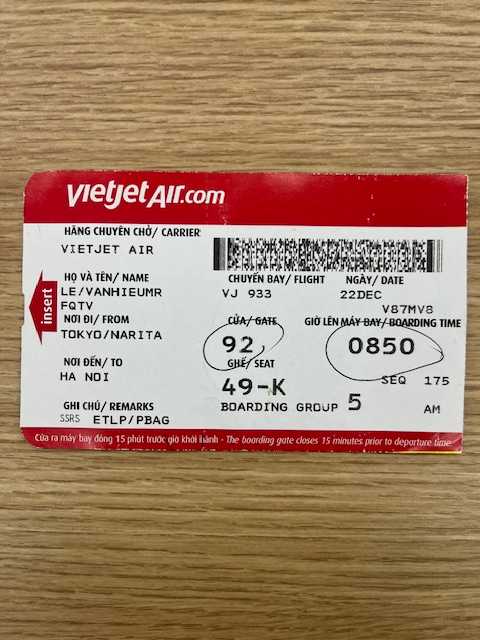 vietjetAir.com
HÃNG CHUYÊN CHỞ/ CARRIER
VIETJET AIR
HỌ VÀ TÊN/ NAME CHUYẾN BAY/ FLIGHT NGÀY/ DATE
LE/VANHIEUMR VJ 933 22DEC
FQTV V87MV8
NƠI ĐI/ FROM CỬA/ GATE GIỜ LÊN MÁY BAY/ BOARDING TIME
TOKYO/NARITA 92 0850
NƠI ĐẾN/ TO GHẾ/ SEAT
HA NOI 49-K SEQ 175
GHI CHÚ/ REMARKS BOARDING GROUP 5 AM
SSRS ETLP/PBAG
Cửa ra máy bay đóng 15 phút trước giờ khởi hành - The boarding gate closes 15 minutes prior to departure time
insert